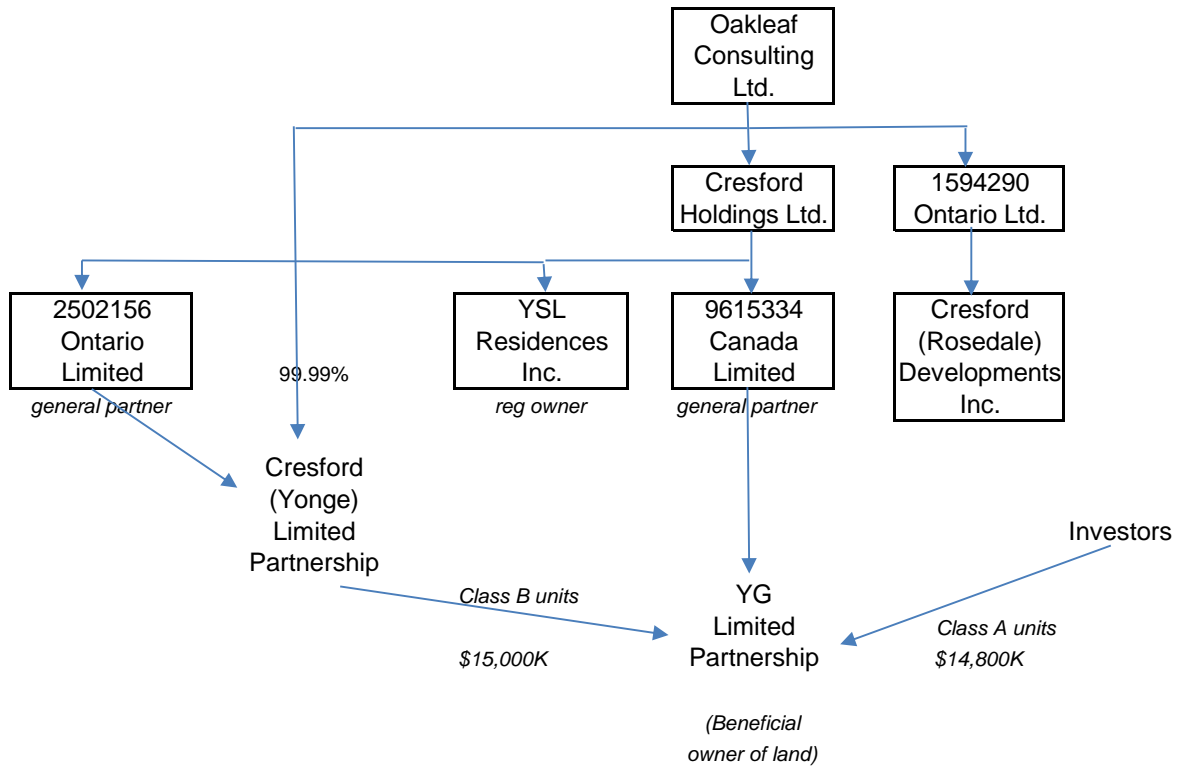 Oakleaf
Consulting
Ltd.
Cresford
Holdings Ltd.
1594290
Ontario Ltd.
2502156
Ontario
Limited
general partner
99.99%
YSL
Residences
Inc.
reg owner
9615334
Canada
Limited
general partner
Cresford
(Rosedale)
Developments
Inc.
Cresford
(Yonge)
Limited
Partnership
Investors
Class B units
$15,000K
YG
Limited
Partnership
Class A units
$14,800K
(Beneficial
owner of land)